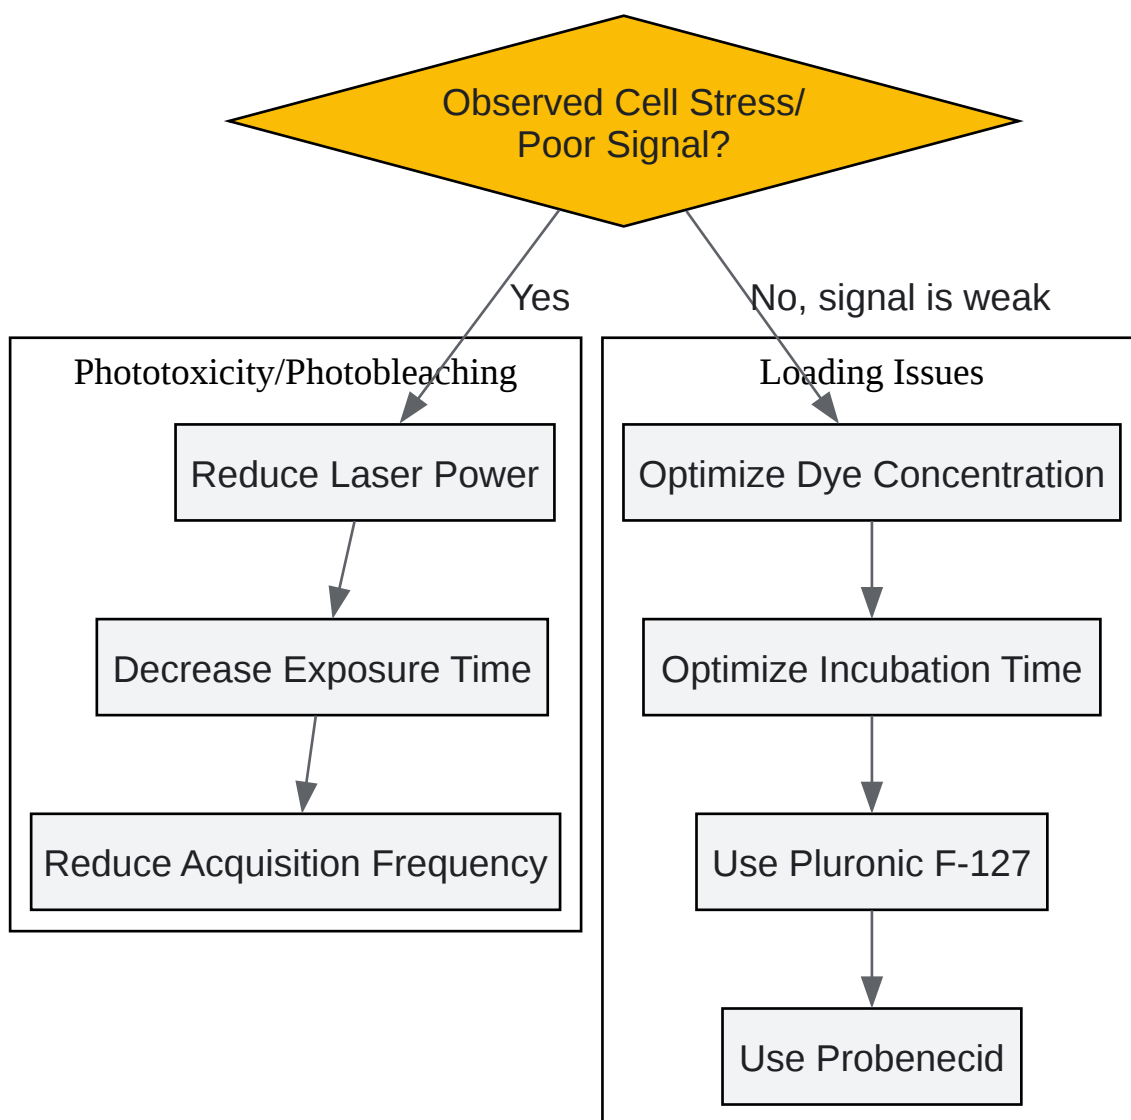 Observed Cell Stress/
Poor Signal?
Yes
No, signal is weak
Phototoxicity/Photobleaching
Reduce Laser Power
Decrease Exposure Time
Reduce Acquisition Frequency
Loading Issues
Optimize Dye Concentration
Optimize Incubation Time
Use Pluronic F-127
Use Probenecid